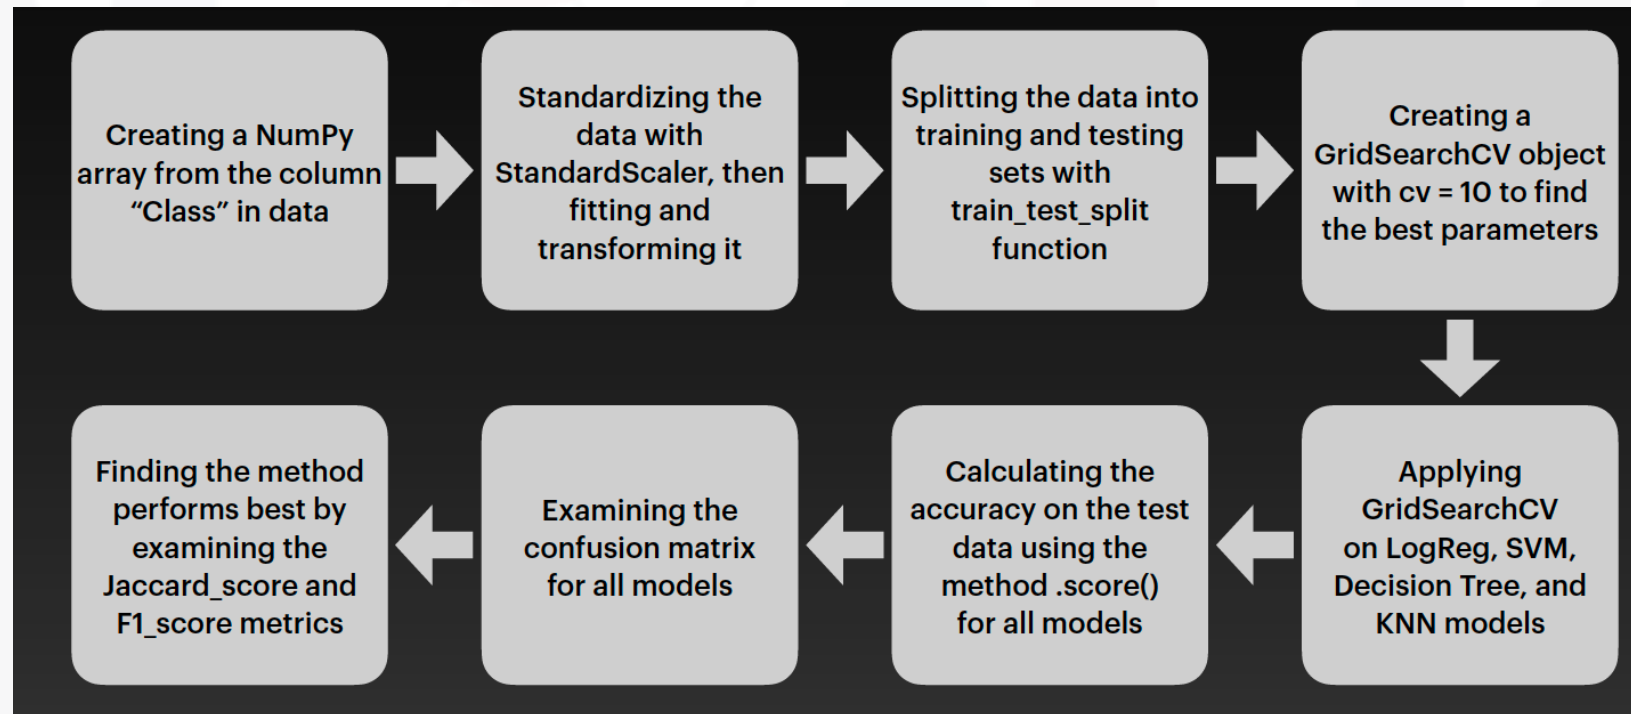 Creating a NumPy
array from the column
“Class” in data
Standardizing the
data with
StandardScaler, then
fitting and
transforming it
Splitting the data into
training and testing
sets with
train_test_split
function
Creating a
GridSearchCV object
with cv = 10 to find
the best parameters
Applying
GridSearchCV
on LogReg, SVM,
Decision Tree, and
KNN models
Calculating the
accuracy on the test
data using the
method .score()
for all models
Examining the
confusion matrix
for all models
Finding the method
performs best by
examining the
Jaccard_score and
F1_score metrics